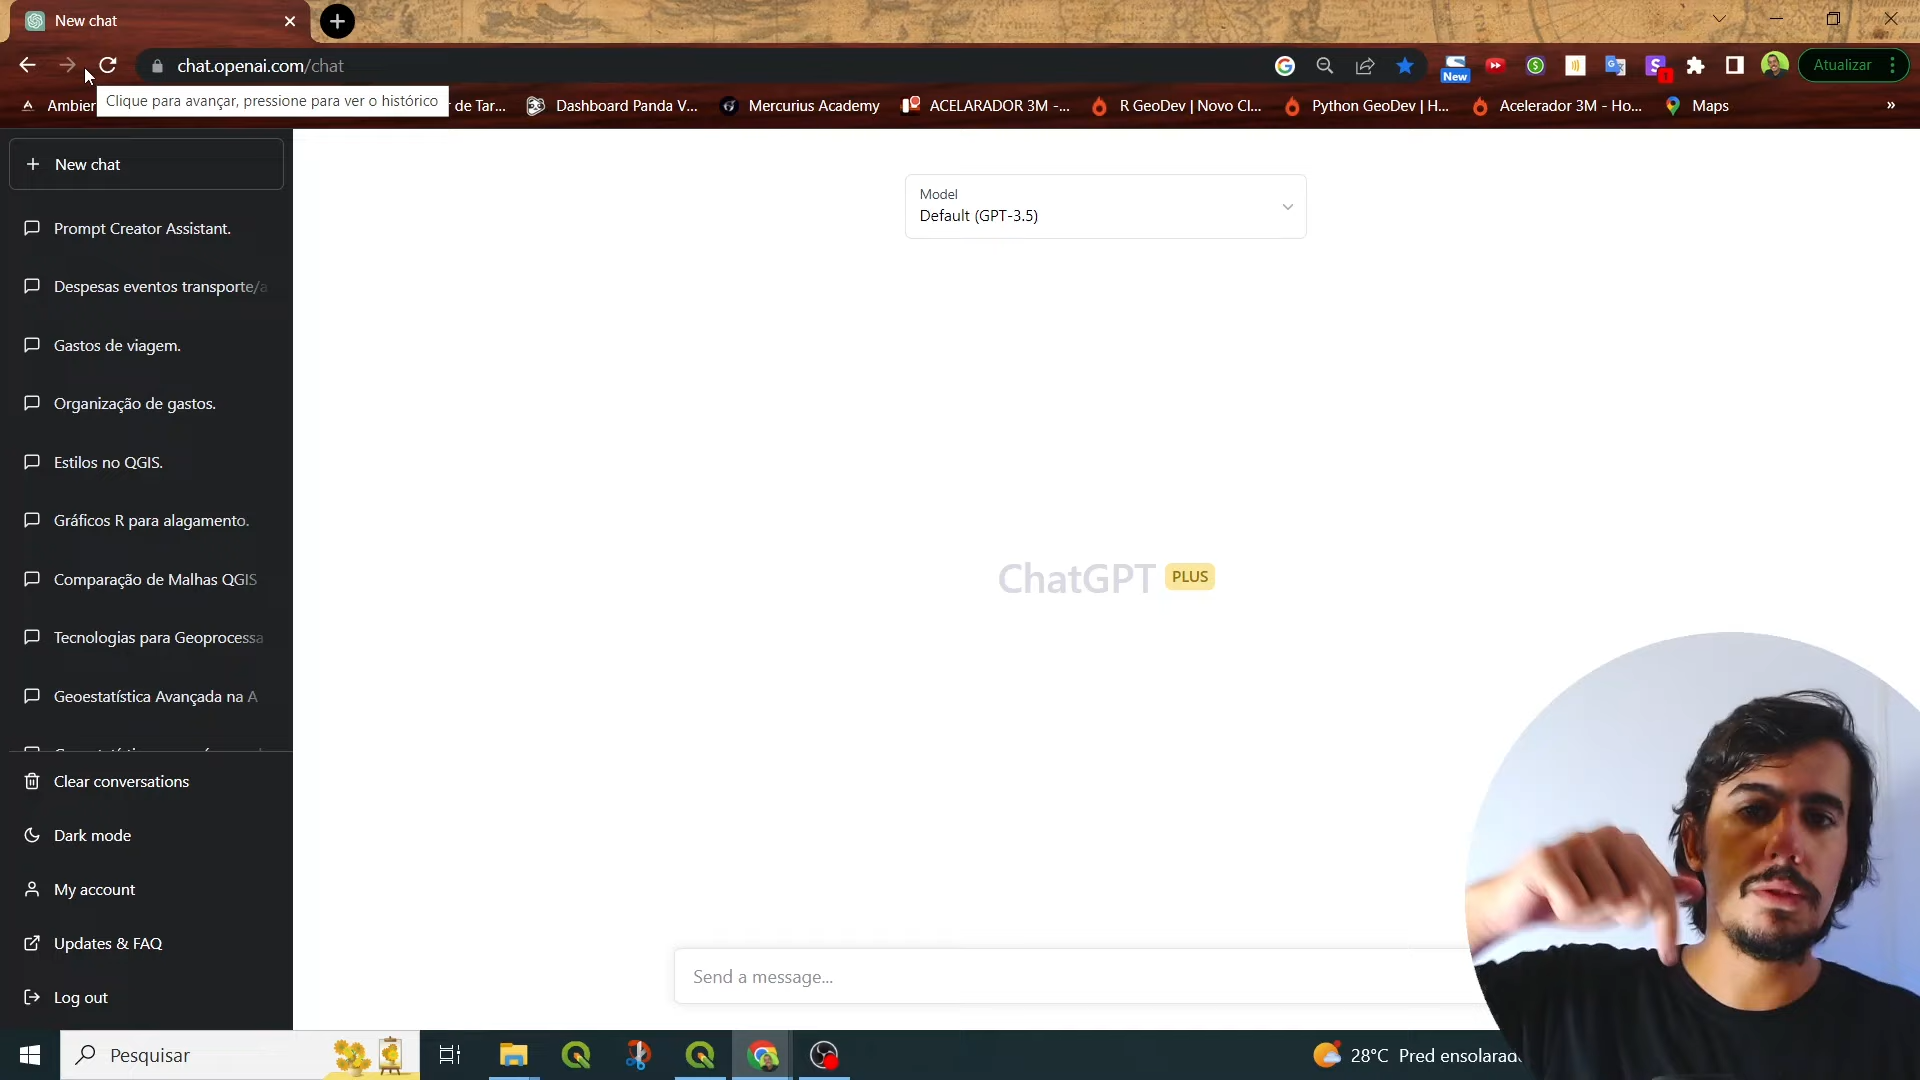 New chat
chat.openai.com/chat
New
1
Atualizar
Ambier
Clique para avançar, pressione para ver o histórico
de Tar...
Dashboard Panda V...
Mercurius Academy
ACELARADOR 3M -...
R GeoDev | Novo Cl...
Python GeoDev | H...
Acelerador 3M - Ho...
Maps
»
New chat
Model
Default (GPT-3.5)
Prompt Creator Assistant.
Despesas eventos transporte/a
Gastos de viagem.
Organização de gastos.
Estilos no QGIS.
Gráficos R para alagamento.
Comparação de Malhas QGIS
Tecnologias para Geoprocessa
Geoestatística Avançada na A
ChatGPT PLUS
Clear conversations
Dark mode
My account
Updates & FAQ
Log out
Send a message...
Pesquisar
28°C Pred ensolarado